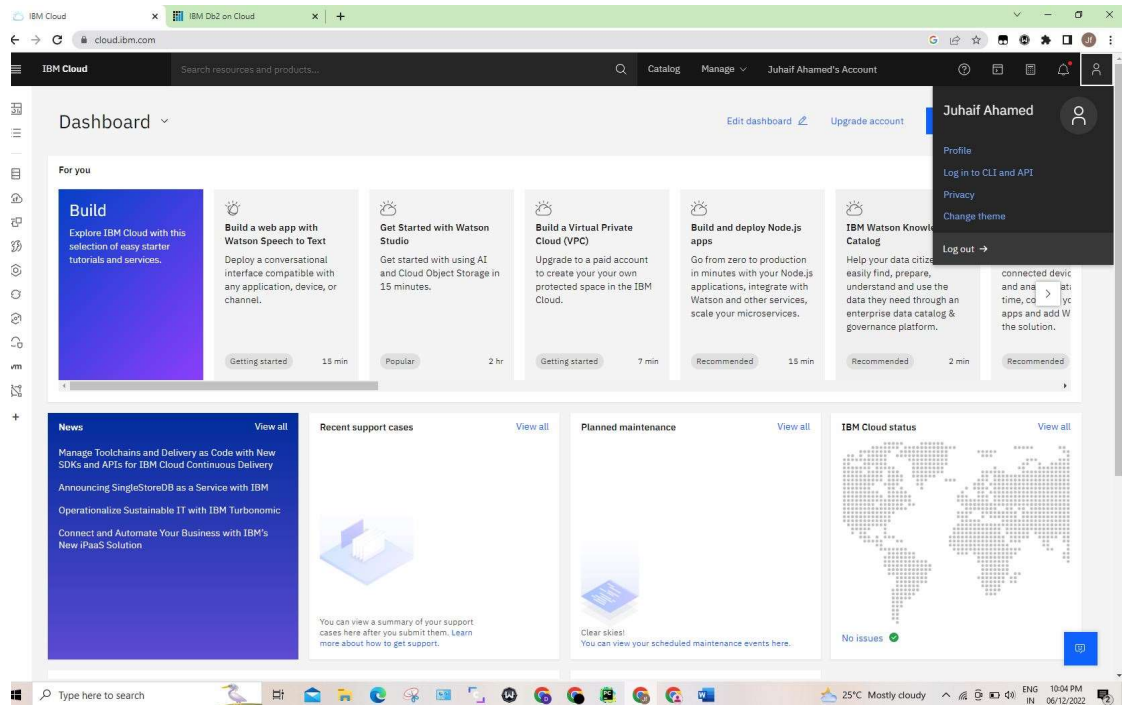 IBM Cloud
IBM Db2 on Cloud
cloud.ibm.com
Jf
IBM Cloud
Search resources and products...
Catalog
Manage
Juhaif Ahamed's Account
Juhaif Ahamed
Profile
Log in to CLI and API
Privacy
Change theme
Log out →
Dashboard
Edit dashboard
Upgrade account
For you
Build
Explore IBM Cloud with this
selection of easy starter
tutorials and services.
Build a web app with
Watson Speech to Text
Deploy a conversational
interface compatible with
any application, device, or
channel.
Getting started
15 min
Get Started with Watson
Studio
Get started with using AI
and Cloud Object Storage in
15 minutes.
Popular
2 hr
Build a Virtual Private
Cloud (VPC)
Upgrade to a paid account
to create your your own
protected space in the IBM
Cloud.
Getting started
7 min
Build and deploy Node.js
apps
Go from zero to production
in minutes with your Node.js
applications, integrate with
Watson and other services,
scale your microservices.
Recommended
15 min
IBM Watson Knowl
Catalog
Help your data citize
easily find, prepare,
understand and use the
data they need through an
enterprise data catalog &
governance platform.
Recommended
2 min
connected devic
and ana
time, co
apps and add W
the solution.
Recommended
vm
News
View all
Manage Toolchains and Delivery as Code with New
SDKs and APIs for IBM Cloud Continuous Delivery
Announcing SingleStoreDB as a Service with IBM
Operationalize Sustainable IT with IBM Turbonomic
Connect and Automate Your Business with IBM's
New iPaaS Solution
Recent support cases
View all
You can view a summary of your support
cases here after you submit them. Learn
more about how to get support.
Planned maintenance
View all
Clear skies!
You can view your scheduled maintenance events here.
IBM Cloud status
View all
No issues
Type here to search
25°C Mostly cloudy
ENG
IN
10:04 PM
06/12/2022
2